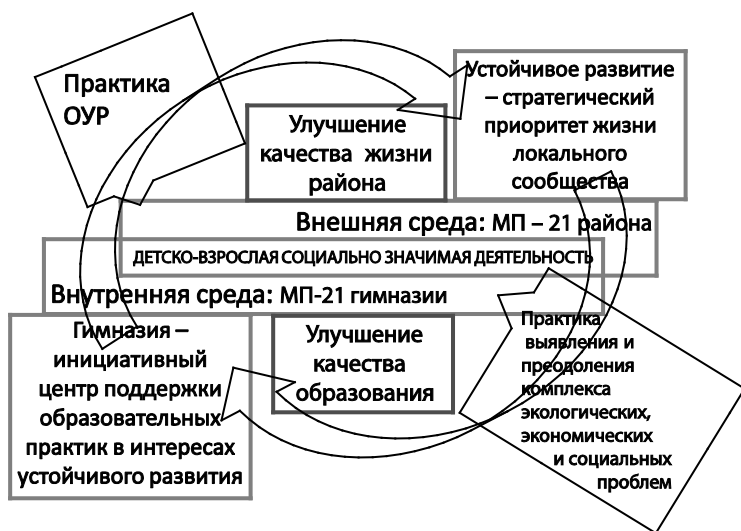 Практика
ОУР
Улучшение
качества жизни
района
Устойчивое развитие
– стратегический
приоритет жизни
локального
сообщества
Внешняя среда: МП – 21 района
ДЕТСКО-ВЗРОСЛАЯ СОЦИАЛЬНО ЗНАЧИМАЯ ДЕЯТЕЛЬНОСТЬ
Внутренняя среда: МП-21 гимназии
Гимназия –
инициативный
центр поддержки
образовательных
практик в интересах
устойчивого развития
Улучшение
качества
образования
Практика
выявления и
преодоления
комплекса
экологических,
экономических
и социальных
проблем